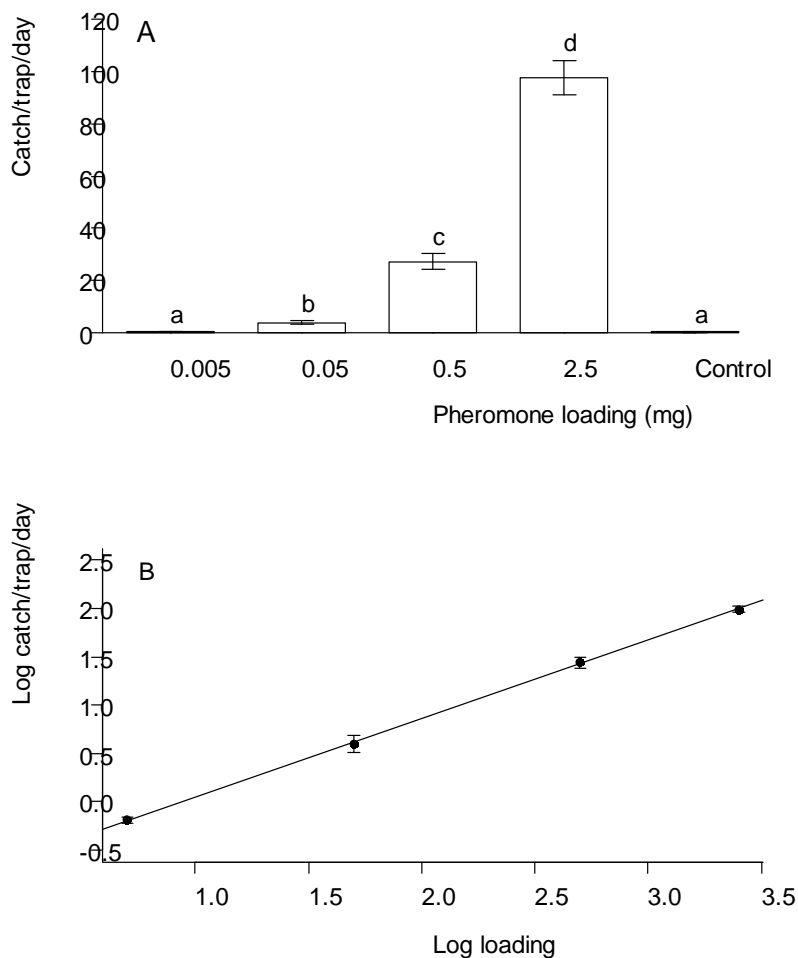 120
A
d
100
Catch/trap/day
80
60
40
c
20
a
b
a
0
0.005 0.05 0.5 2.5 Control
Pheromone loading (mg)
2.5
B
2.0
Log catch/trap/day
1.5
1.0
0.5
0.0
-0.5
1.0 1.5 2.0 2.5 3.0 3.5
Log loading